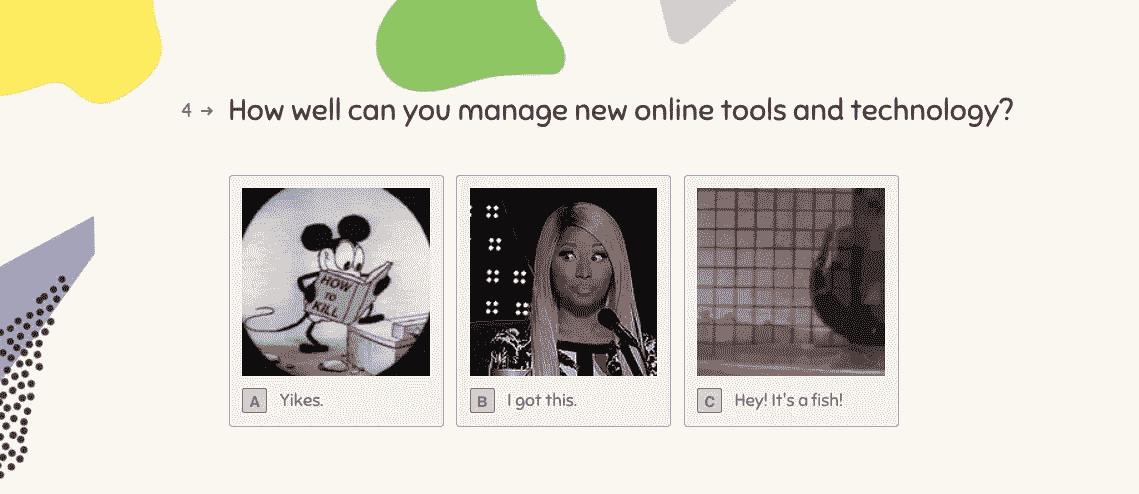 4 → How well can you manage new online tools and technology?
HOW
TO
KILL
A Yikes.
B I got this.
C Hey! It's a fish!